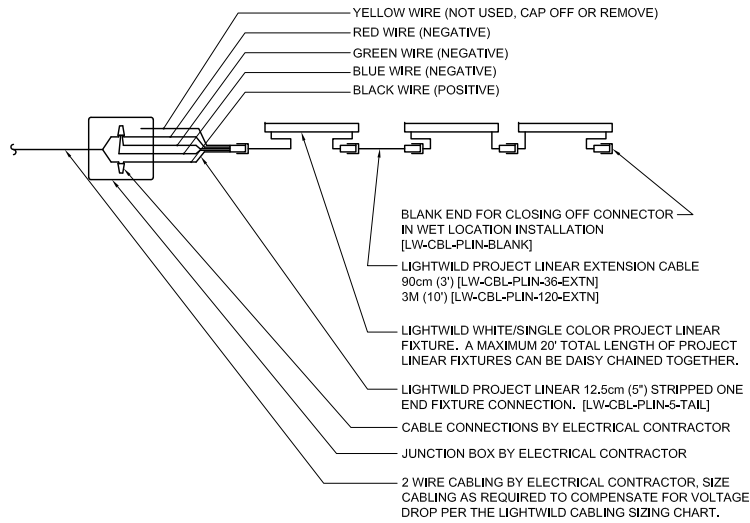 YELLOW WIRE (NOT USED, CAP OFF OR REMOVE)
RED WIRE (NEGATIVE)
GREEN WIRE (NEGATIVE)
BLUE WIRE (NEGATIVE)
BLACK WIRE (POSITIVE)
BLANK END FOR CLOSING OFF CONNECTOR
IN WET LOCATION INSTALLATION
[LW-CBL-PLIN-BLANK]
LIGHTWILD PROJECT LINEAR EXTENSION CABLE
90cm (3') [LW-CBL-PLIN-36-EXTN]
3M (10') [LW-CBL-PLIN-120-EXTN]
LIGHTWILD WHITE/SINGLE COLOR PROJECT LINEAR
FIXTURE. A MAXIMUM 20' TOTAL LENGTH OF PROJECT
LINEAR FIXTURES CAN BE DAISY CHAINED TOGETHER.
LIGHTWILD PROJECT LINEAR 12.5cm (5") STRIPPED ONE
END FIXTURE CONNECTION. [LW-CBL-PLIN-5-TAIL]
CABLE CONNECTIONS BY ELECTRICAL CONTRACTOR
JUNCTION BOX BY ELECTRICAL CONTRACTOR
2 WIRE CABLING BY ELECTRICAL CONTRACTOR, SIZE
CABLING AS REQUIRED TO COMPENSATE FOR VOLTAGE
DROP PER THE LIGHTWILD CABLING SIZING CHART.